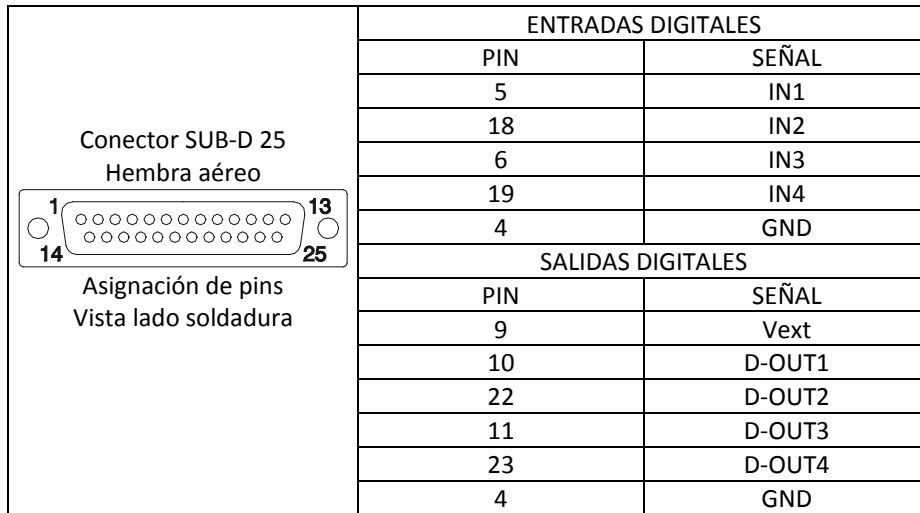 Conector SUB-D 25
Hembra aéreo
1 13
14 25
Asignación de pins
Vista lado soldadura
ENTRADAS DIGITALES
PIN SEÑAL
5 IN1
18 IN2
6 IN3
19 IN4
4 GND
SALIDAS DIGITALES
PIN SEÑAL
9 Vext
10 D-OUT1
22 D-OUT2
11 D-OUT3
23 D-OUT4
4 GND